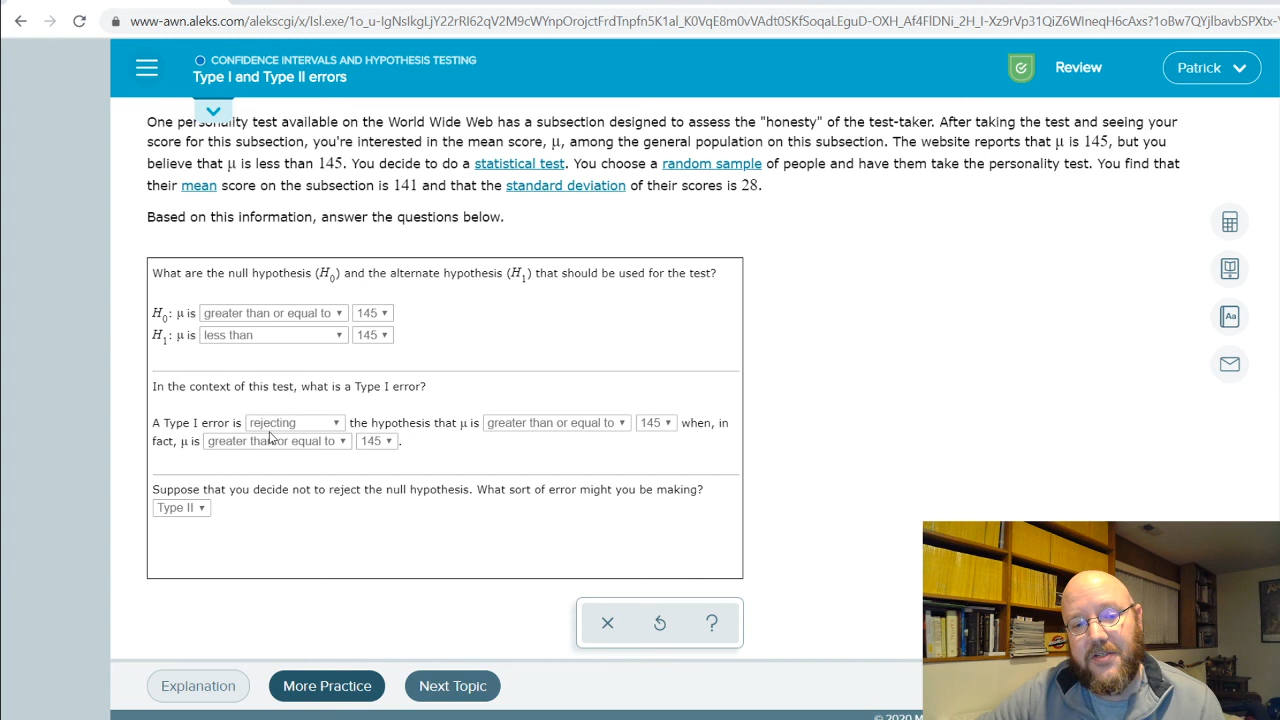 www-awn.aleks.com/alekscgi/x/Isl.exe/1o_u-
CONFIDENCE INTERVALS AND HYPOTHESIS TESTING
Type I and Type II errors
Review
Patrick
One personality test available on the World Wide Web has a subsection designed to assess the "honesty" of the test-taker. After taking the test and seeing your
score for this subsection, you're interested in the mean score, μ, among the general population on this subsection. The website reports that μ is 145, but you
believe that μ is less than 145. You decide to do a statistical test. You choose a random sample of people and have them take the personality test. You find that
their mean score on the subsection is 141 and that the standard deviation of their scores is 28.
Based on this information, answer the questions below.
What are the null hypothesis (H0) and the alternate hypothesis (H1) that should be used for the test?
H0: μ is greater than or equal to 145
H1: μ is less than 145
In the context of this test, what is a Type I error?
A Type I error is rejecting the hypothesis that μ is greater than or equal to 145 when, in
fact, μ is greater than or equal to 145.
Suppose that you decide not to reject the null hypothesis. What sort of error might you be making?
Type II
Aa
?
Explanation
More Practice
Next Topic
© 2020 M